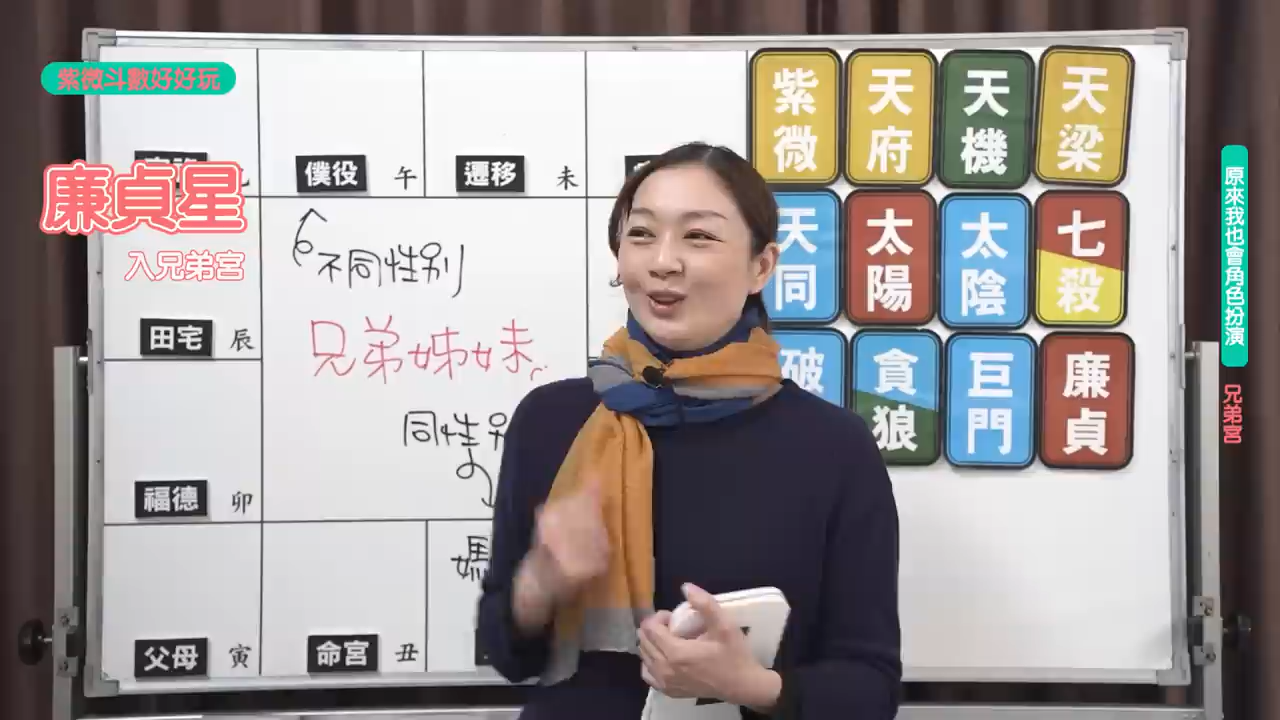 紫微斗數好好玩
廉貞星
入兄弟宮
原來我也會角色扮演
兄弟宮
僕役 午
遷移 未
不同性別
兄弟姊妹
同性別
田宅 辰
福德 卯
媽
父母 寅
命宮 丑
紫微
天府
天機
天梁
天同
太陽
太陰
七殺
破
貪狼
巨門
廉貞